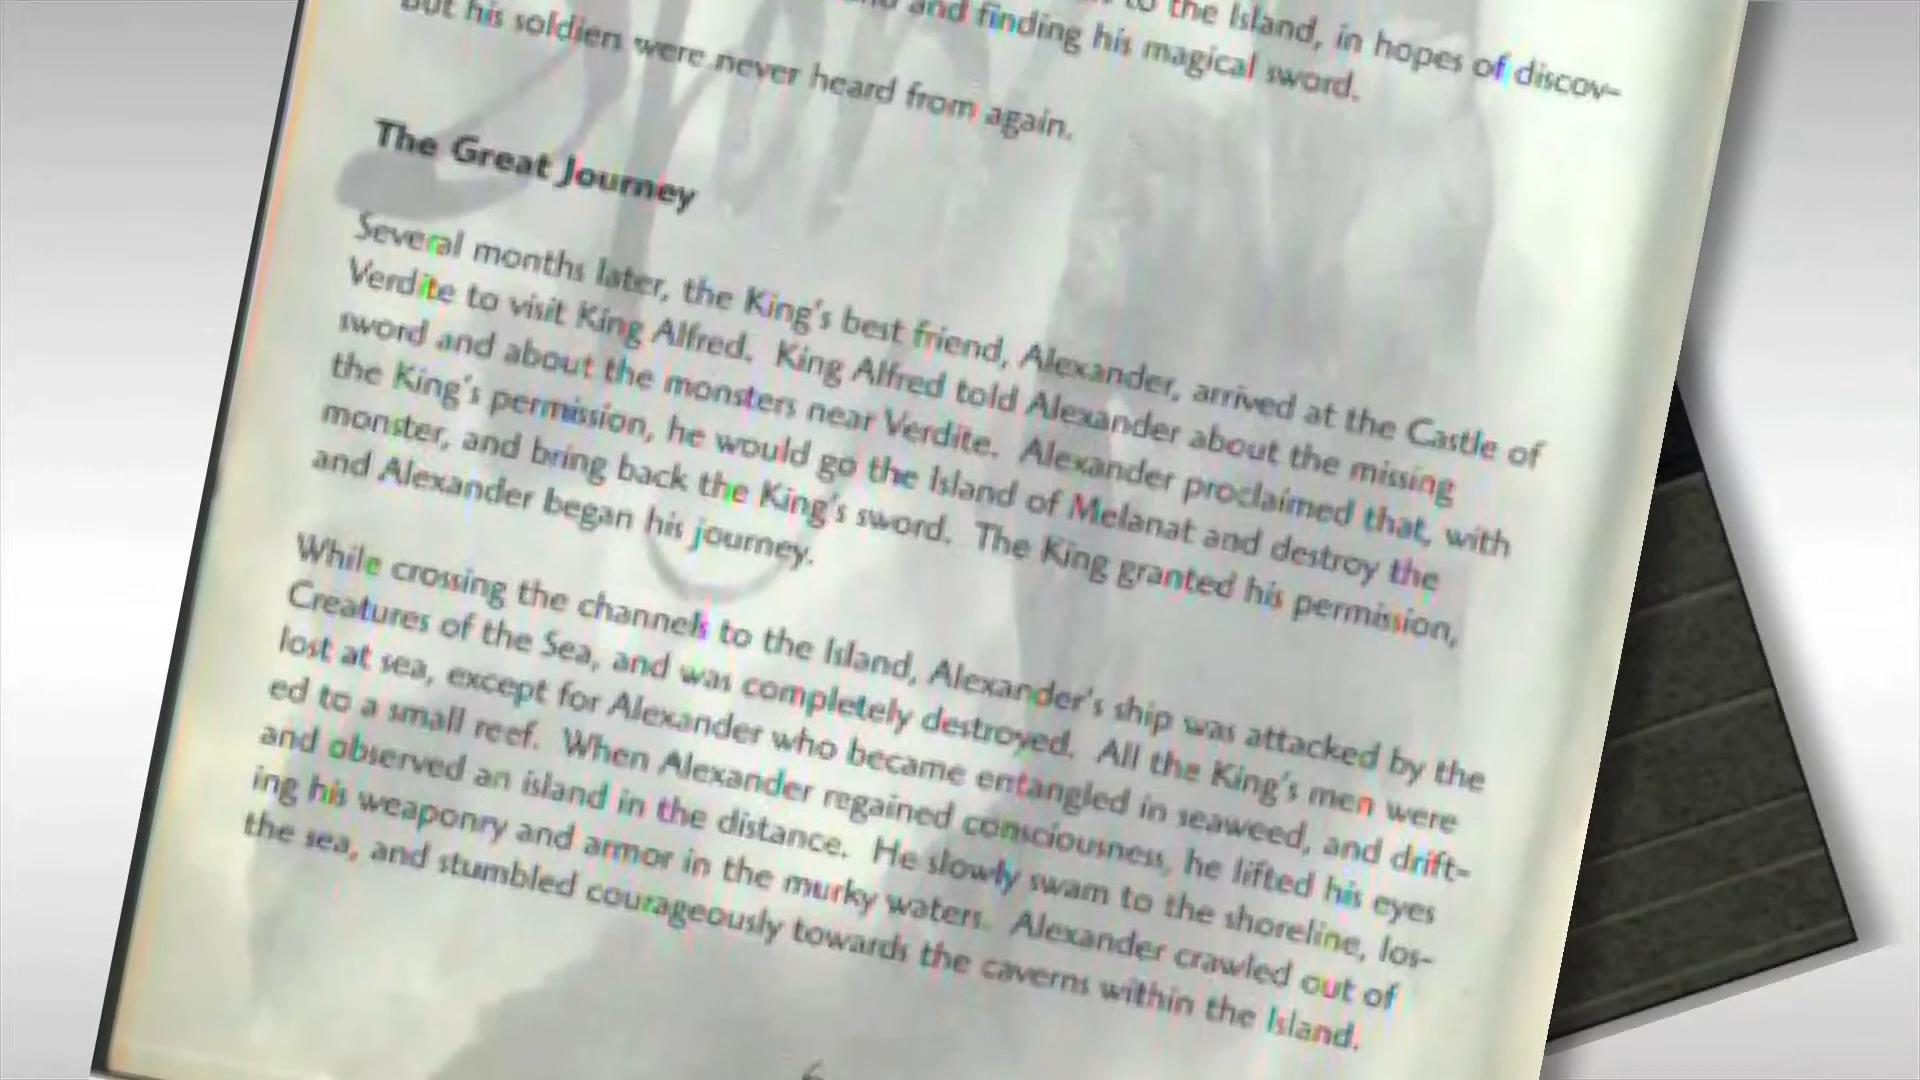 to the Island, in hopes of discov-
and finding his magical sword.
But his soldiers were never heard from again.
The Great Journey
Several months later, the King's best friend, Alexander, arrived at the Castle of
Verdite to visit King Alfred. King Alfred told Alexander about the missing
sword and about the monsters near Verdite. Alexander proclaimed that, with
the King's permission, he would go the Island of Melanat and destroy the
monster, and bring back the King's sword. The King granted his permission,
and Alexander began his journey.
While crossing the channels to the Island, Alexander's ship was attacked by the
Creatures of the Sea, and was completely destroyed. All the King's men were
lost at sea, except for Alexander who became entangled in seaweed, and drift-
ed to a small reef. When Alexander regained consciousness, he lifted his eyes
and observed an island in the distance. He slowly swam to the shoreline, los-
ing his weaponry and armor in the murky waters. Alexander crawled out of
the sea, and stumbled courageously towards the caverns within the Island.
6